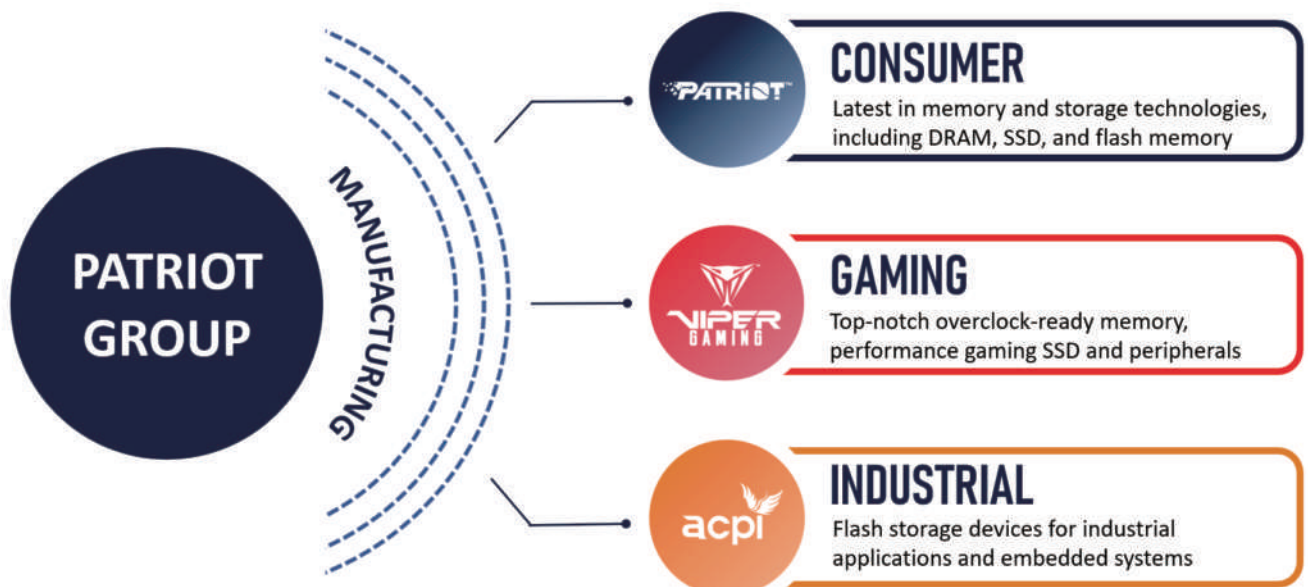 PATRIOT
GROUP
MANUFACTURING
PATRIOT™
CONSUMER
Latest in memory and storage technologies,
including DRAM, SSD, and flash memory
VIPER™
GAMING
GAMING
Top-notch overclock-ready memory,
performance gaming SSD and peripherals
acpi
INDUSTRIAL
Flash storage devices for industrial
applications and embedded systems